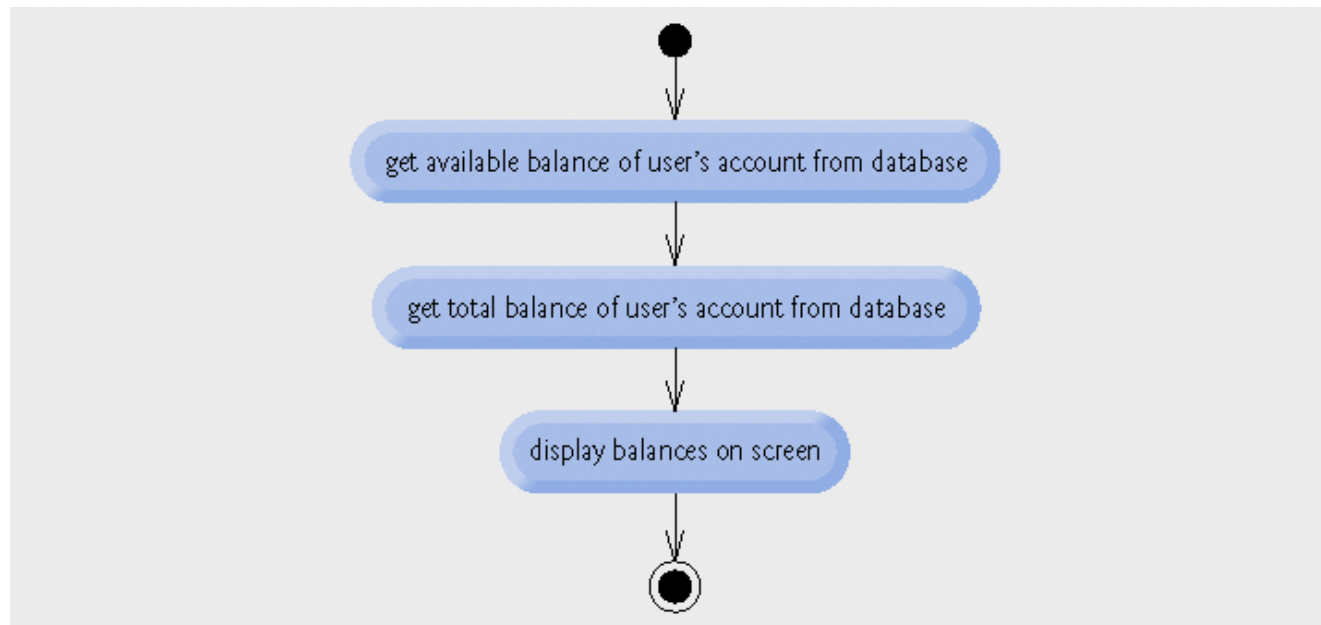 get available balance of user's account from database
get total balance of user's account from database
display balances on screen